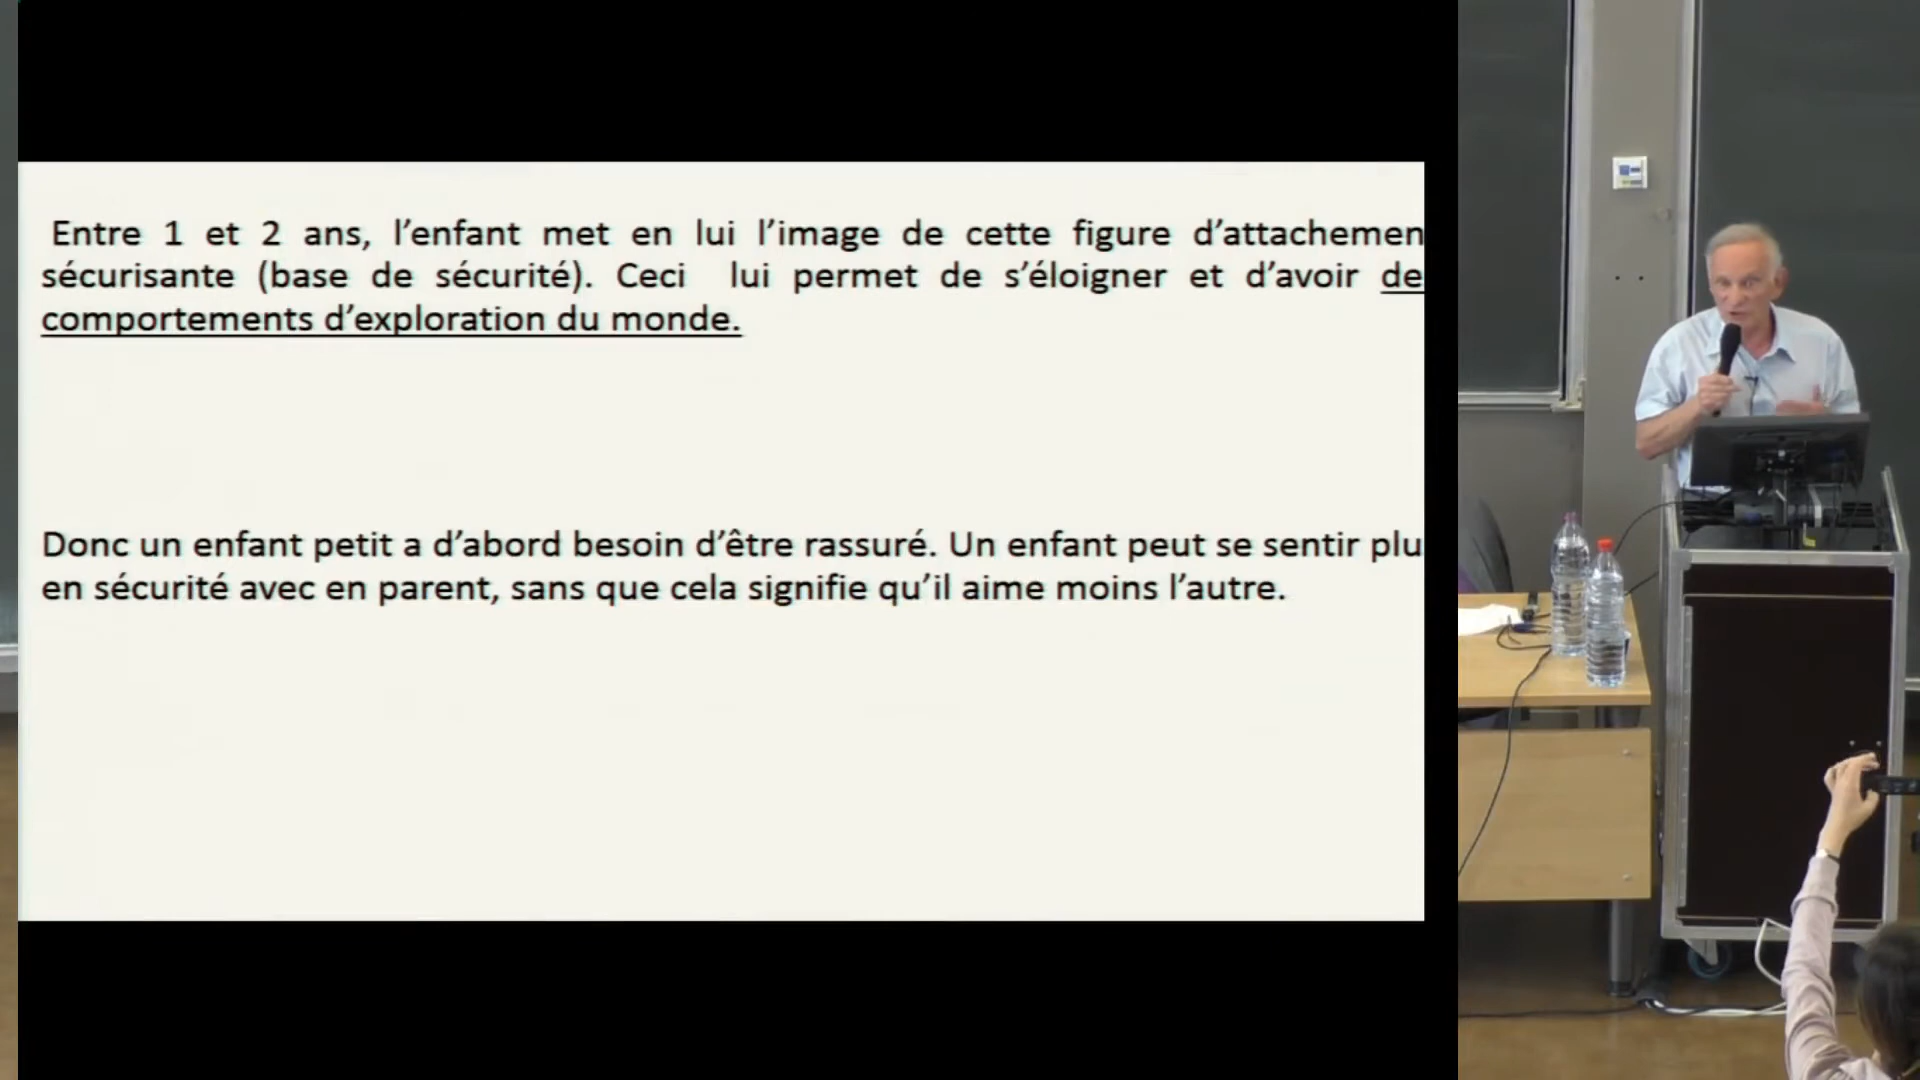 Entre 1 et 2 ans, l’enfant met en lui l’image de cette figure d’attachemen
sécurisante (base de sécurité). Ceci lui permet de s’éloigner et d’avoir de
comportements d’exploration du monde.
Donc un enfant petit a d’abord besoin d’être rassuré. Un enfant peut se sentir plu
en sécurité avec en parent, sans que cela signifie qu’il aime moins l’autre.